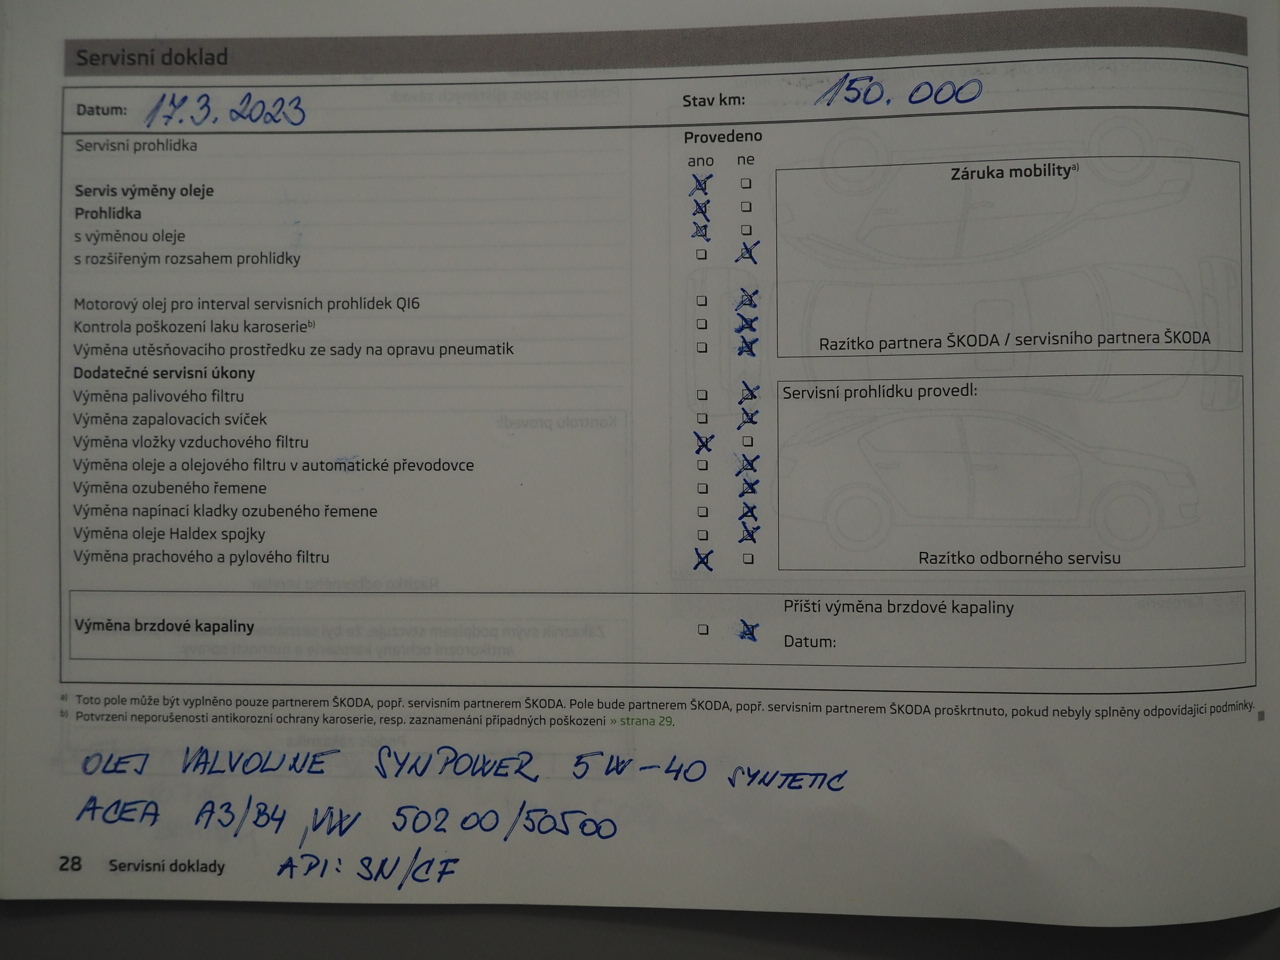 Servisní doklad
Datum: 17.3.2023 Stav km: 150.000
Servisní prohlídka Provedeno
ano ne
Servis výměny oleje
Prohlídka
s výměnou oleje
s rozšířeným rozsahem prohlídky
Motorový olej pro interval servisních prohlídek QI6
Kontrola poškození laku karoserie b)
Výměna utěsňovacího prostředku ze sady na opravu pneumatik
Dodatečné servisní úkony
Výměna palivového filtru
Výměna zapalovacích svíček
Výměna vložky vzduchového filtru
Výměna oleje a olejového filtru v automatické převodovce
Výměna ozubeného řemene
Výměna napínací kladky ozubeného řemene
Výměna oleje Haldex spojky
Výměna prachového a pylového filtru
Záruka mobility a)
Razítko partnera ŠKODA / servisního partnera ŠKODA
Servisní prohlídku provedl:
Razítko odborného servisu
Výměna brzdové kapaliny
Příští výměna brzdové kapaliny
Datum:
a) Toto pole může být vyplněno pouze partnerem ŠKODA, popř. servisním partnerem ŠKODA. Pole bude partnerem ŠKODA, popř. servisním partnerem ŠKODA proškrtnuto, pokud nebyly splněny odpovídající podmínky.
b) Potvrzení neporušenosti antikorozní ochrany karoserie, resp. zaznamenání případných poškození » strana 29.
OLEJ VALVOLINE SYNPOWER 5W-40 SYNTETIC
ACEA A3/B4, VW 502 00/505 00
API: SN/CF
28 Servisní doklady